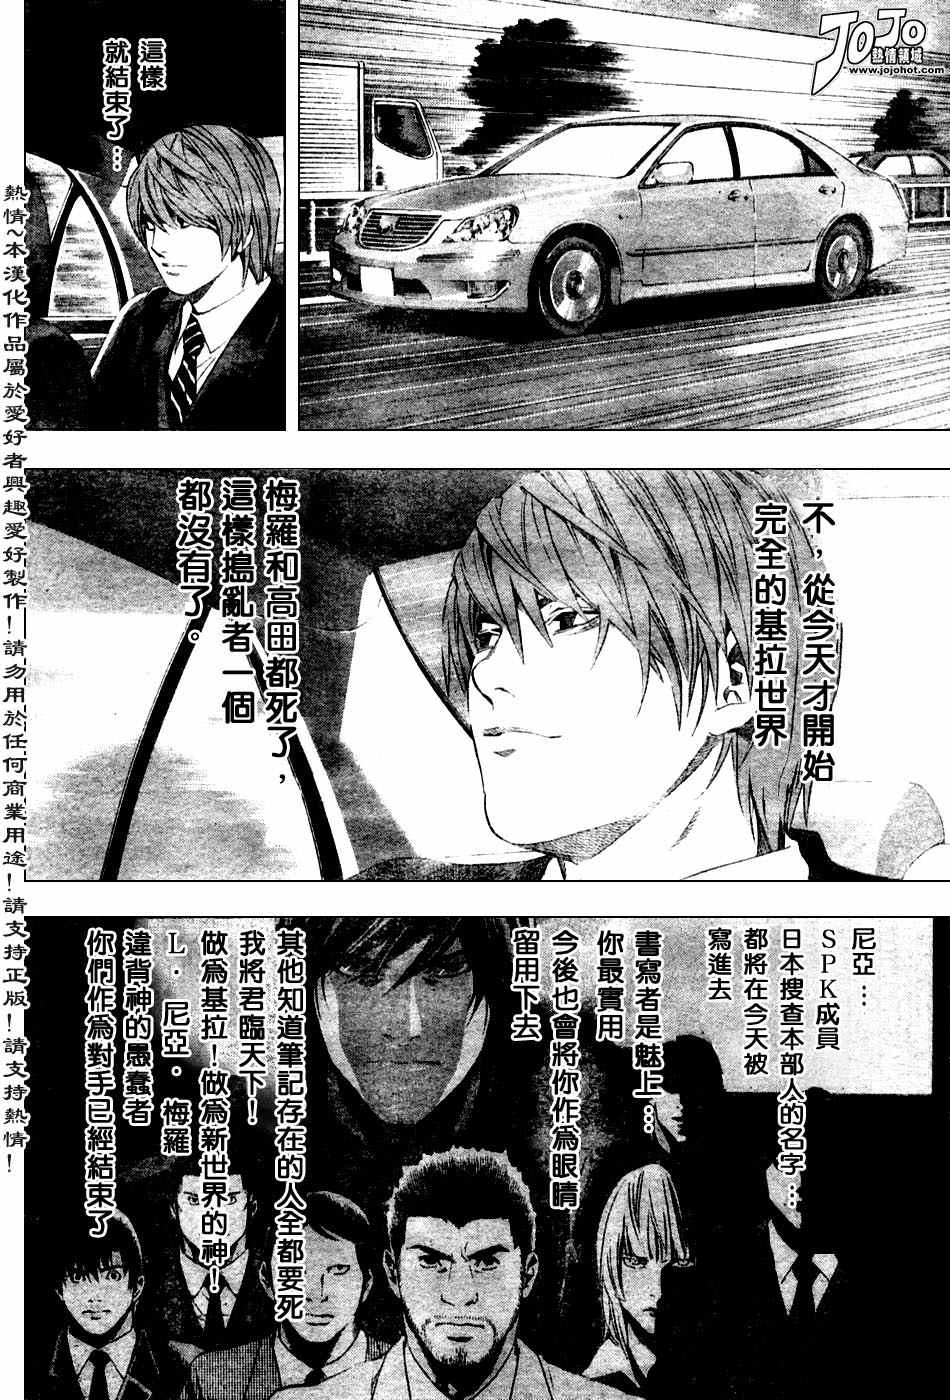 JOJO
熱情領域
www.jojohot.com
這樣
就結束了…
不，從今天才開始
完全的基拉世界
梅羅和高田都死了，
這樣搗亂者一個
都沒有了。
尼亞…
SPK成員
日本搜查本部人的名字…
都將在今天被
寫進去
書寫者是魅上…
你最實用
今後也會將你作為眼睛
留用下去
其他知道筆記存在的人全都要死
我將君臨天下！
做為基拉！做為新世界的神！
L．尼亞．梅羅
違背神的愚蠢者
你們作為對手已經結束了
熱情~本漢化作品屬於愛好者興趣愛好製作！請勿用於任何商業用途！請支持正版！請支持熱情！